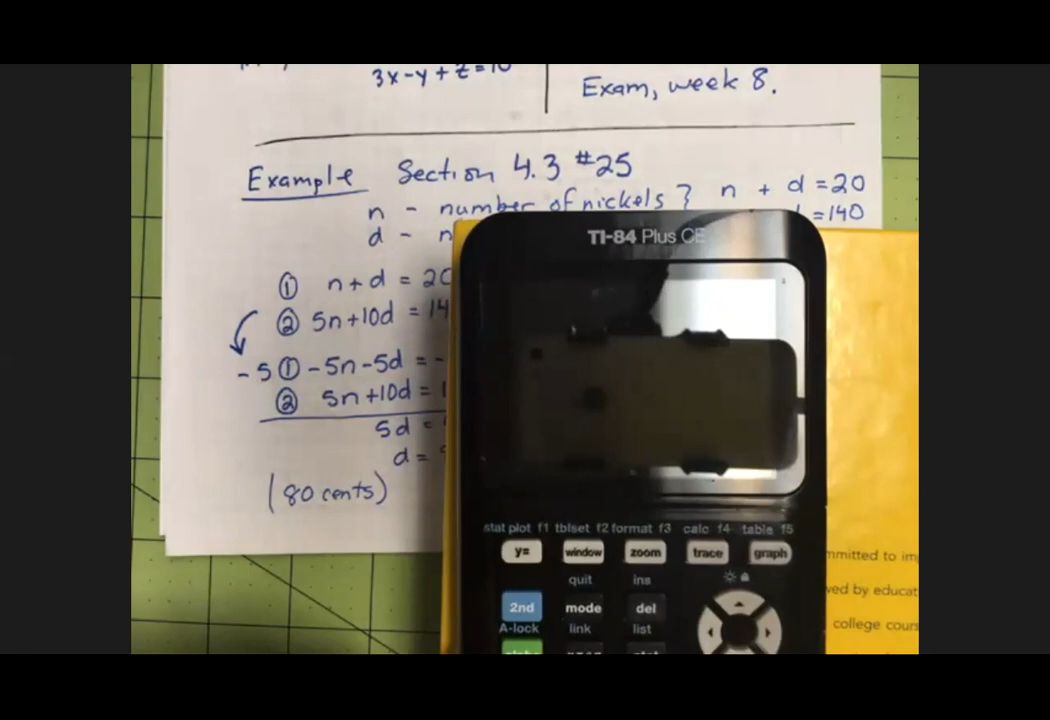 3x-y+z=10
Exam, week 8.
Example Section 4.3 #25
n - number of nickels ? n + d = 20
d - n =140
① n+d = 20
② 5n+10d = 14
-5① -5n-5d = -
② 5n+10d = 1
5d =
d =
(80 cents)
TI-84 Plus CE
stat plot f1 tblset f2 format f3 calc f4 table f5
y= window zoom trace graph
quit ins
2nd mode del
A-lock link list
mmitted to im
ved by educat
college cours